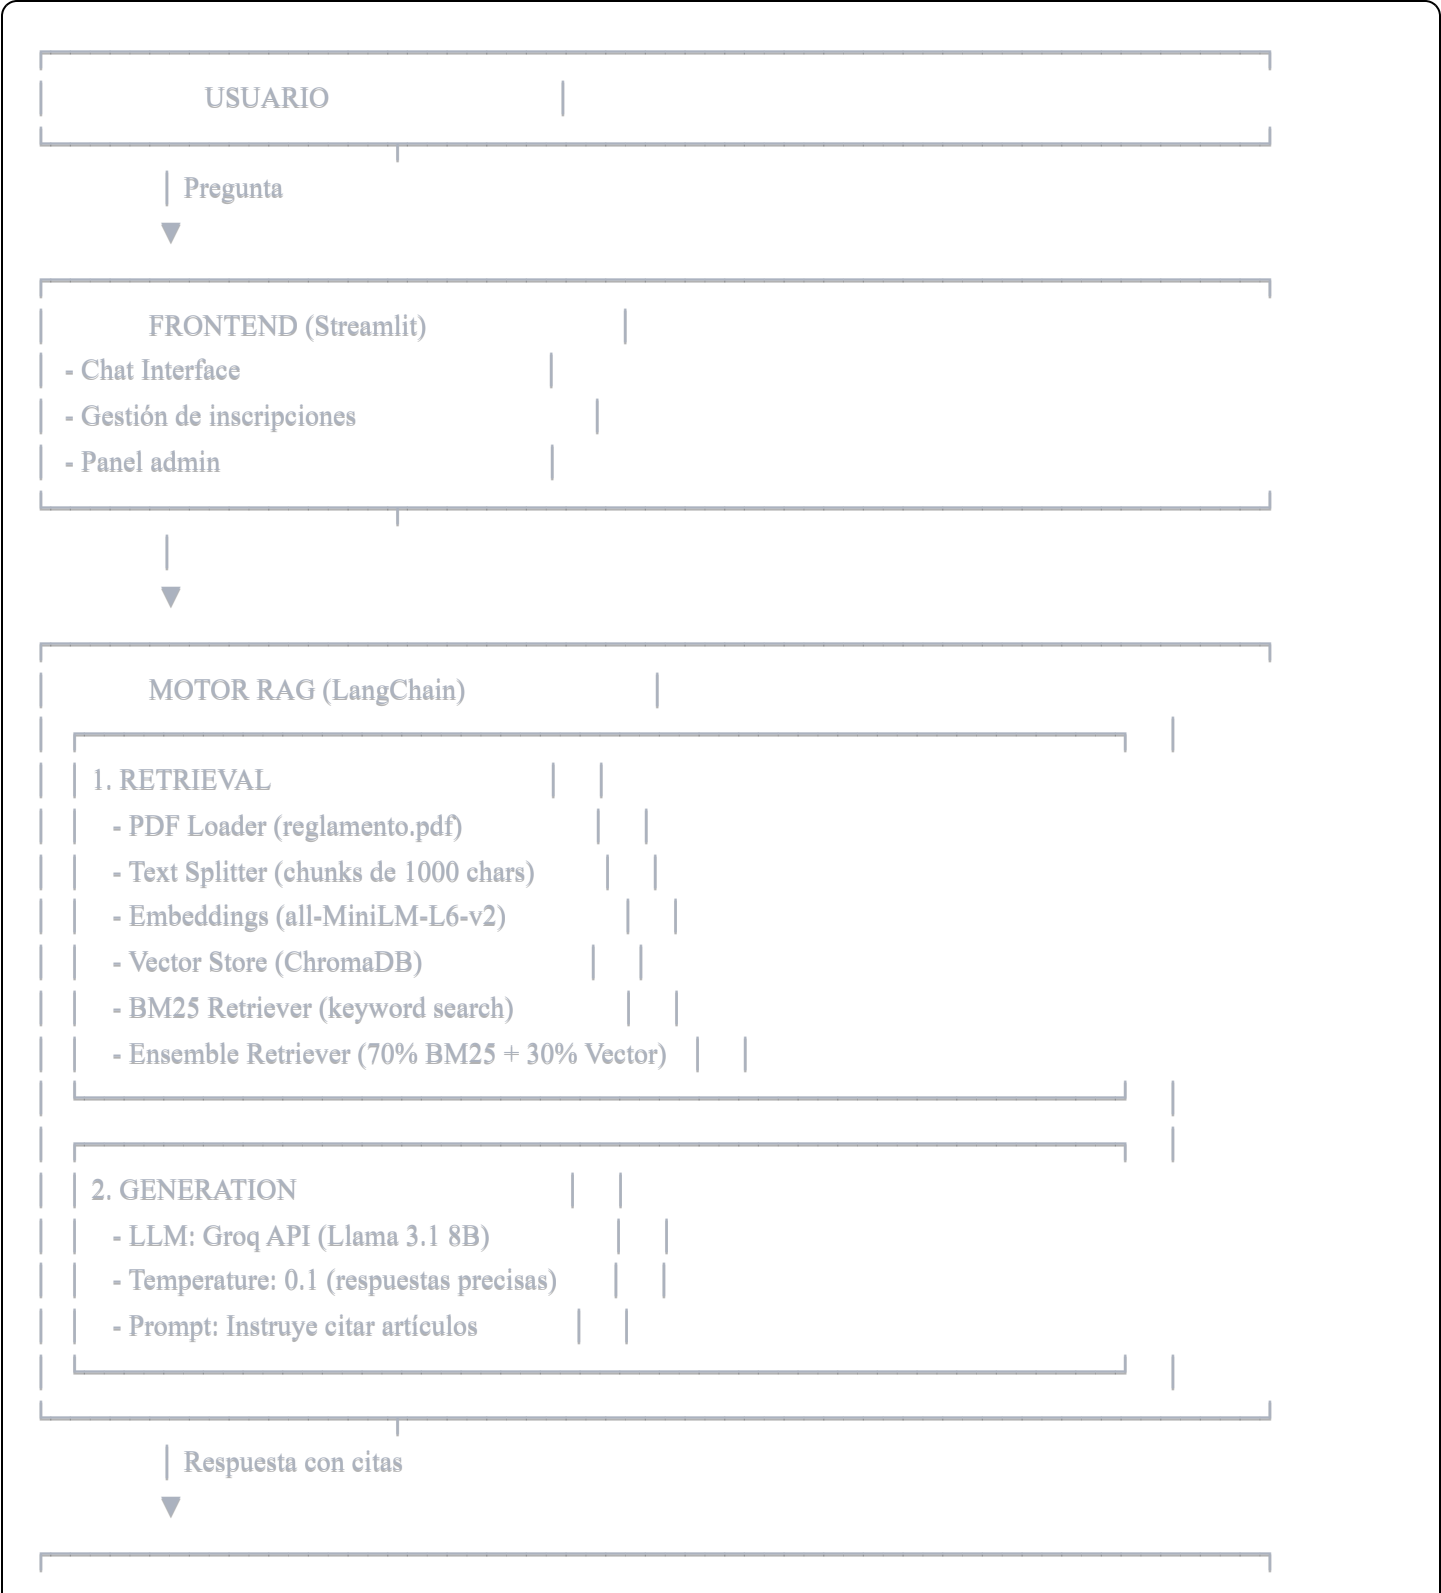 USUARIO
Pregunta
▼
FRONTEND (Streamlit)
- Chat Interface
- Gestión de inscripciones
- Panel admin
▼
MOTOR RAG (LangChain)
1. RETRIEVAL
- PDF Loader (reglamento.pdf)
- Text Splitter (chunks de 1000 chars)
- Embeddings (all-MiniLM-L6-v2)
- Vector Store (ChromaDB)
- BM25 Retriever (keyword search)
- Ensemble Retriever (70% BM25 + 30% Vector)
2. GENERATION
- LLM: Groq API (Llama 3.1 8B)
- Temperature: 0.1 (respuestas precisas)
- Prompt: Instruye citar artículos
Respuesta con citas
▼